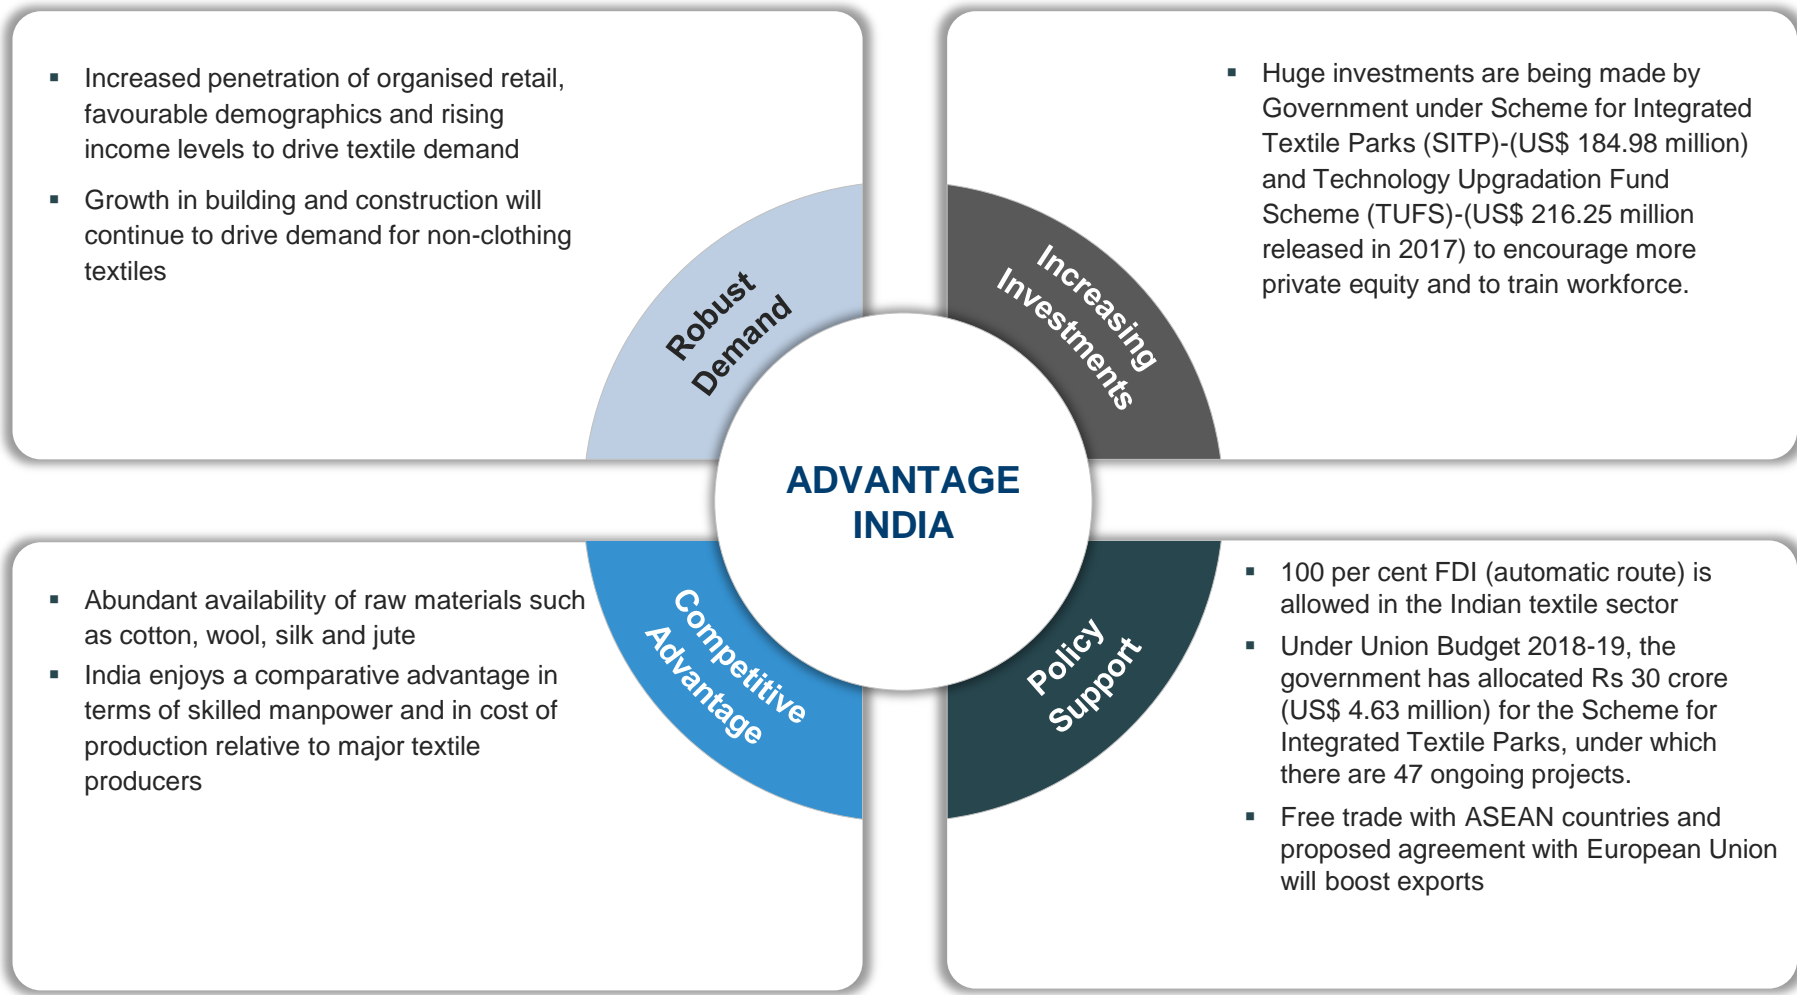 ▪ Increased penetration of organised retail,
favourable demographics and rising
income levels to drive textile demand
▪ Growth in building and construction will
continue to drive demand for non-clothing
textiles
Robust
Demand
▪ Huge investments are being made by
Government under Scheme for Integrated
Textile Parks (SITP)-(US$ 184.98 million)
and Technology Upgradation Fund
Scheme (TUFS)-(US$ 216.25 million
released in 2017) to encourage more
private equity and to train workforce.
Increasing
Investments
ADVANTAGE
INDIA
▪ Abundant availability of raw materials such
as cotton, wool, silk and jute
▪ India enjoys a comparative advantage in
terms of skilled manpower and in cost of
production relative to major textile
producers
Competitive
Advantage
▪ 100 per cent FDI (automatic route) is
allowed in the Indian textile sector
▪ Under Union Budget 2018-19, the
government has allocated Rs 30 crore
(US$ 4.63 million) for the Scheme for
Integrated Textile Parks, under which
there are 47 ongoing projects.
▪ Free trade with ASEAN countries and
proposed agreement with European Union
will boost exports
Policy
Support